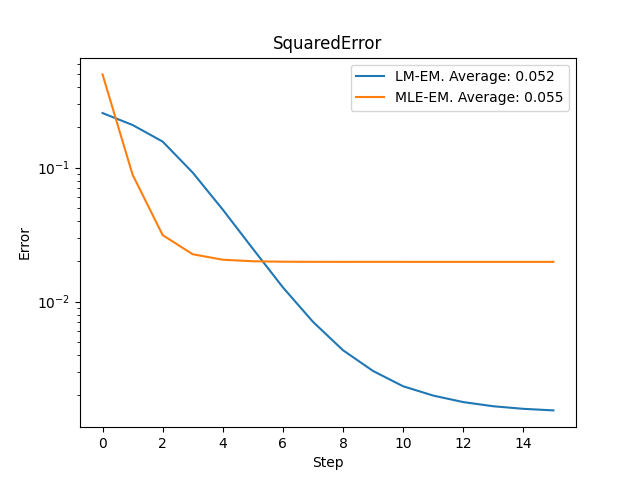 SquaredError
LM-EM. Average: 0.052
MLE-EM. Average: 0.055
Error
10⁻¹
10⁻²
0 2 4 6 8 10 12 14
Step